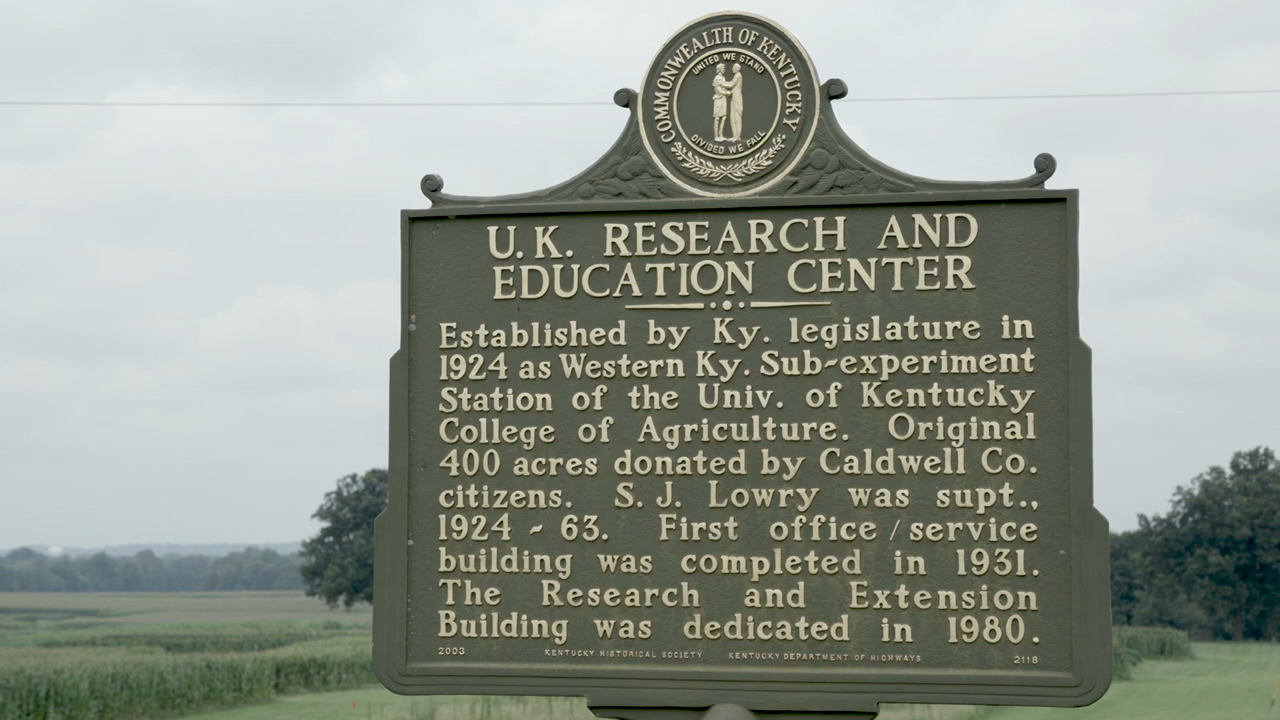 COMMONWEALTH OF KENTUCKY
UNITED WE STAND
DIVIDED WE FALL
U.K. RESEARCH AND
EDUCATION CENTER
Established by Ky. legislature in
1924 as Western Ky. Sub-experiment
Station of the Univ. of Kentucky
College of Agriculture. Original
400 acres donated by Caldwell Co.
citizens. S. J. Lowry was supt.,
1924 - 63. First office / service
building was completed in 1931.
The Research and Extension
Building was dedicated in 1980.
2003 KENTUCKY HISTORICAL SOCIETY KENTUCKY DEPARTMENT OF HIGHWAYS 2118